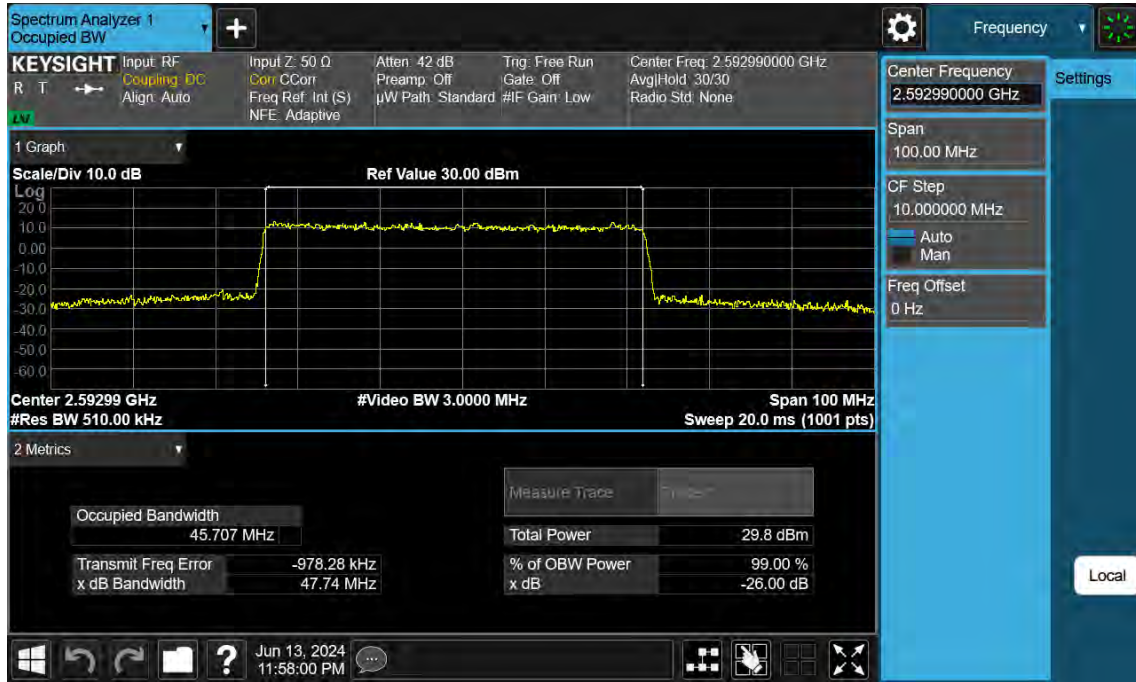 Spectrum Analyzer 1
Occupied BW
Frequency
KEYSIGHT
R T
Input: RF
Coupling: DC
Align: Auto
Input Z: 50 Ω
Corr CCorr
Freq Ref: Int (S)
NFE: Adaptive
Atten: 42 dB
Preamp: Off
µW Path: Standard
Trig: Free Run
Gate: Off
#IF Gain: Low
Center Freq: 2.592990000 GHz
Avg|Hold: 30/30
Radio Std: None
1 Graph
Scale/Div 10.0 dB
Ref Value 30.00 dBm
Log
20.0
10.0
0.00
-10.0
-20.0
-30.0
-40.0
-50.0
-60.0
Center 2.59299 GHz
#Video BW 3.0000 MHz
Span 100 MHz
#Res BW 510.00 kHz
Sweep 20.0 ms (1001 pts)
2 Metrics
Measure Trace
Occupied Bandwidth
45.707 MHz
Total Power 29.8 dBm
Transmit Freq Error -978.28 kHz
% of OBW Power 99.00 %
x dB Bandwidth 47.74 MHz
x dB -26.00 dB
Center Frequency
2.592990000 GHz
Settings
Span
100.00 MHz
CF Step
10.000000 MHz
Auto
Man
Freq Offset
0 Hz
Local
?
Jun 13, 2024
11:58:00 PM